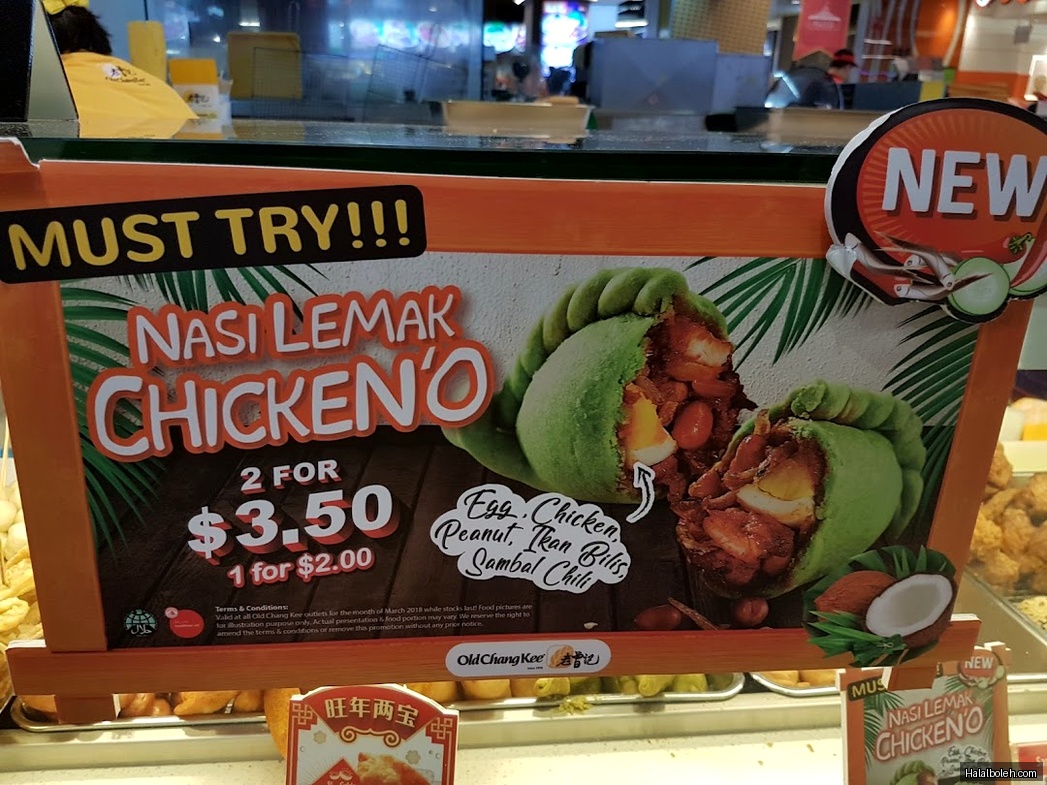 MUST TRY!!!
NEW
NASI LEMAK
CHICKEN'O
2 FOR
$3.50
1 for $2.00
Egg, Chicken,
Peanut, Ikan Bilis,
Sambal Chili
Terms & Conditions:
Valid at all Old Chang Kee outlets for the month of March 2018 while stocks last! Food pictures are
for illustration purpose only, Actual presentation & food portion may vary. We reserve the right to
amend the terms & conditions or remove this promotion without any price notice.
Old Chang Kee 老曾记
旺年两宝
NEW
MUS
NASI LEMAK
CHICKEN'O
Egg, Chicken
Halalboleh.com